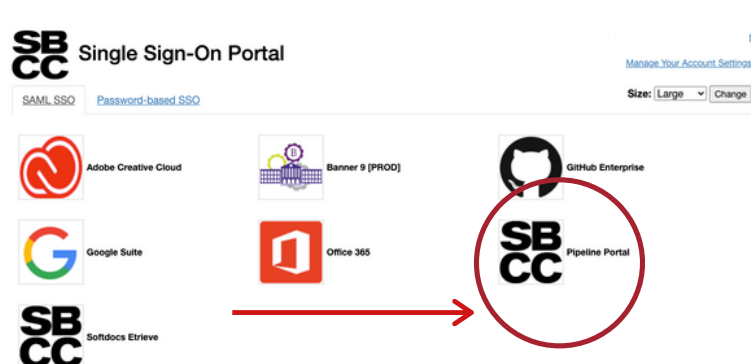 SB
CC
Single Sign-On Portal
Manage Your Account Settings
SAML SSO
Password-based SSO
Size: Large Change
Adobe Creative Cloud
B
Banner 9 [PROD]
GitHub Enterprise
Google Suite
Office 365
SB
CC
Pipeline Portal
SB
CC
Softdocs Etrieve